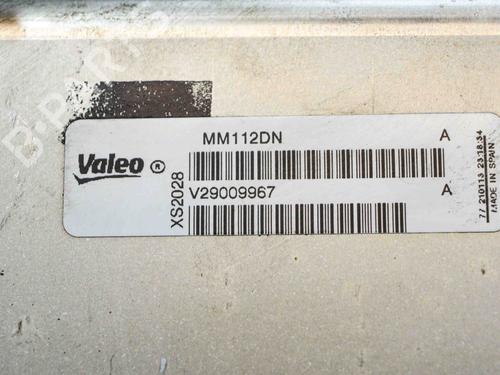 MM112DN A
Valeo ®
XS2028
V29009967 A
7/ 210113 23:18:34
MADE IN SPAIN
B-PARTS